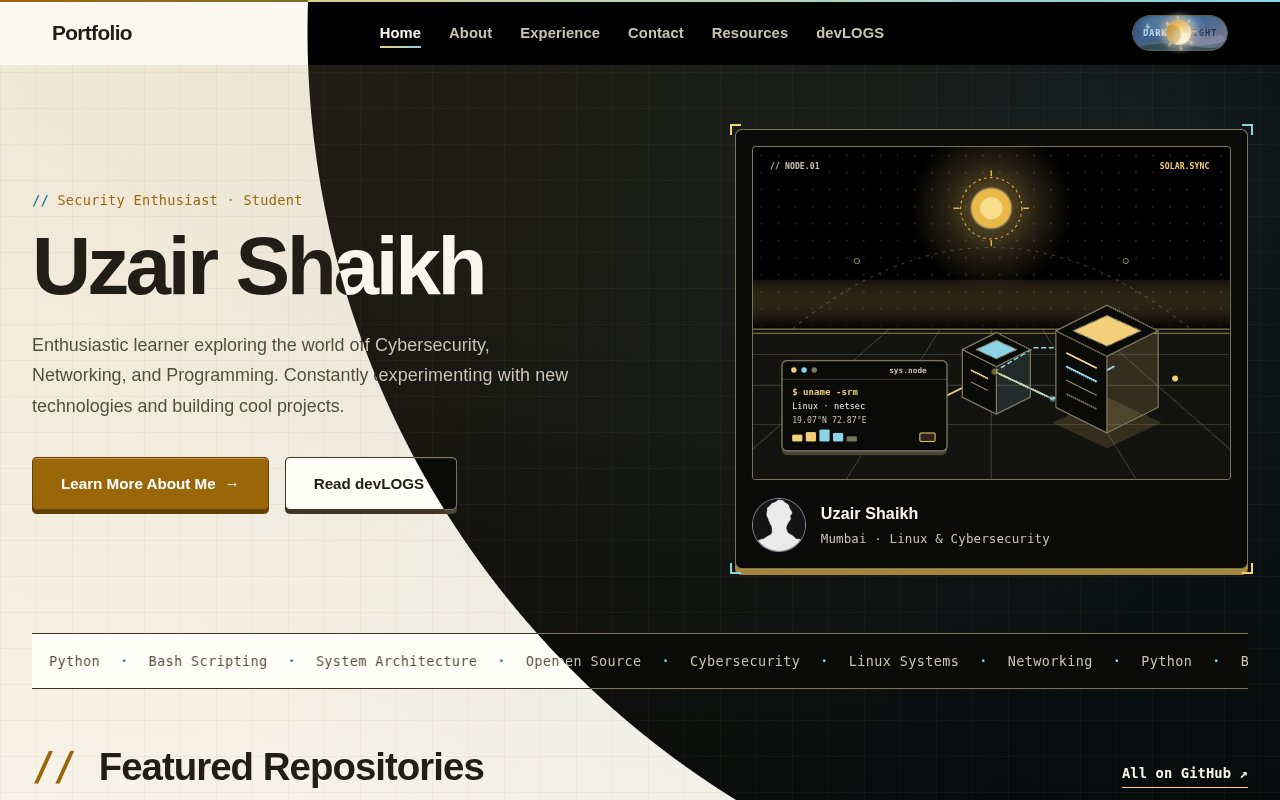 Portfolio
Home About Experience Contact Resources devLOGS
DARK
// NODE.01
SOLAR.SYNC
// Security Enthusiast · Student
Uzair Shaikh
Enthusiastic learner exploring the world of Cybersecurity,
Networking, and Programming. Constantly experimenting with new
technologies and building cool projects.
Learn More About Me →
Read devLOGS
sys.node
$ uname -srm
Linux · netsec
19.07°N 72.87°E
Uzair Shaikh
Mumbai · Linux & Cybersecurity
Python · Bash Scripting · System Architecture · Open Source · Cybersecurity · Linux Systems · Networking · Python · B
// Featured Repositories
All on GitHub ↗